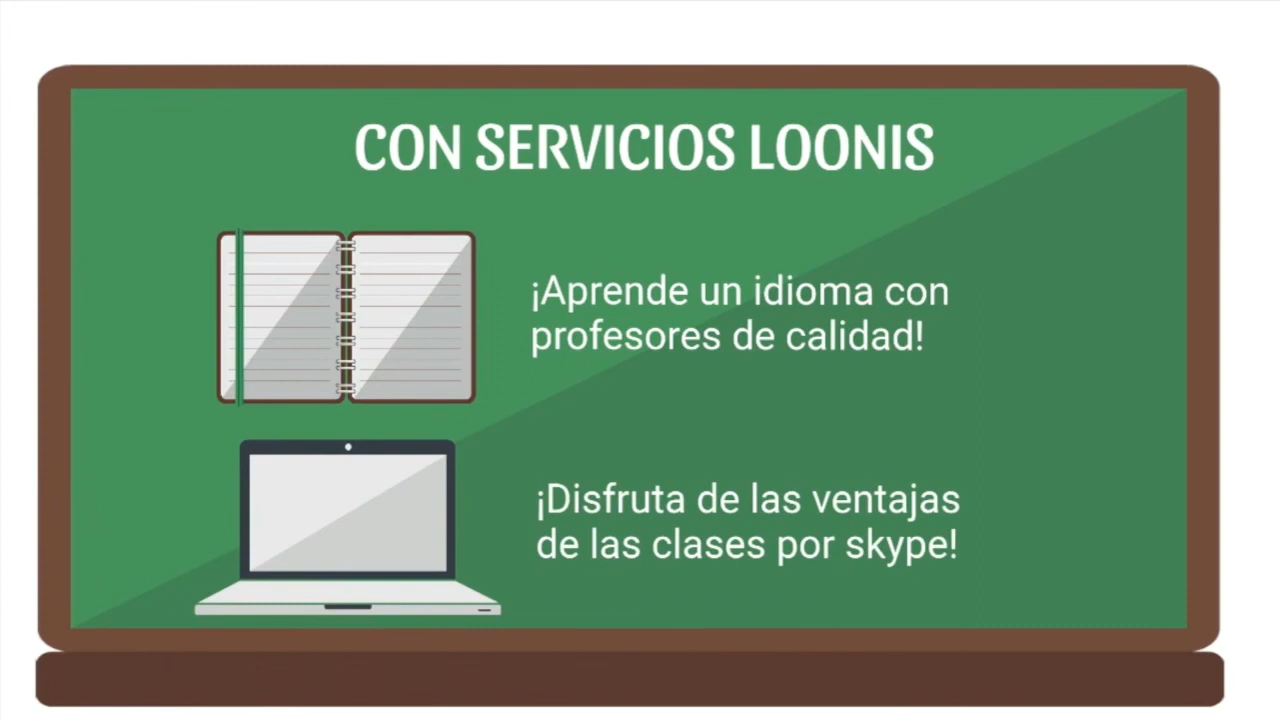 CON SERVICIOS LOONIS
¡Aprende un idioma con
profesores de calidad!
¡Disfruta de las ventajas
de las clases por skype!